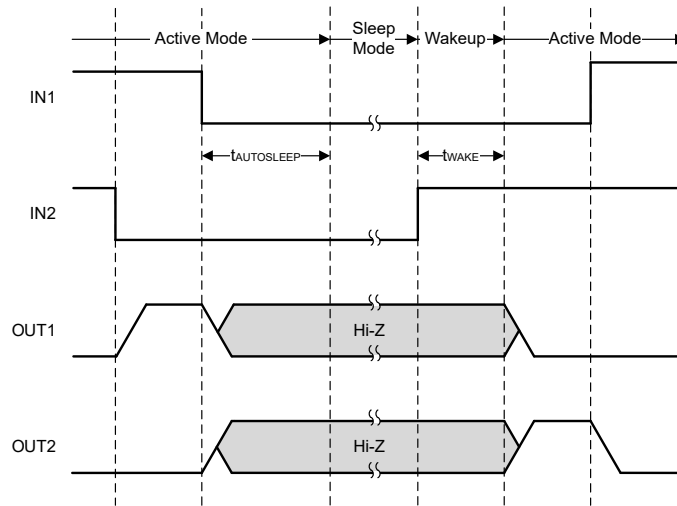 Active Mode
Sleep
Mode
Wakeup
Active Mode
IN1
tAUTOSLEEP
tWAKE
IN2
OUT1
Hi-Z
OUT2
Hi-Z